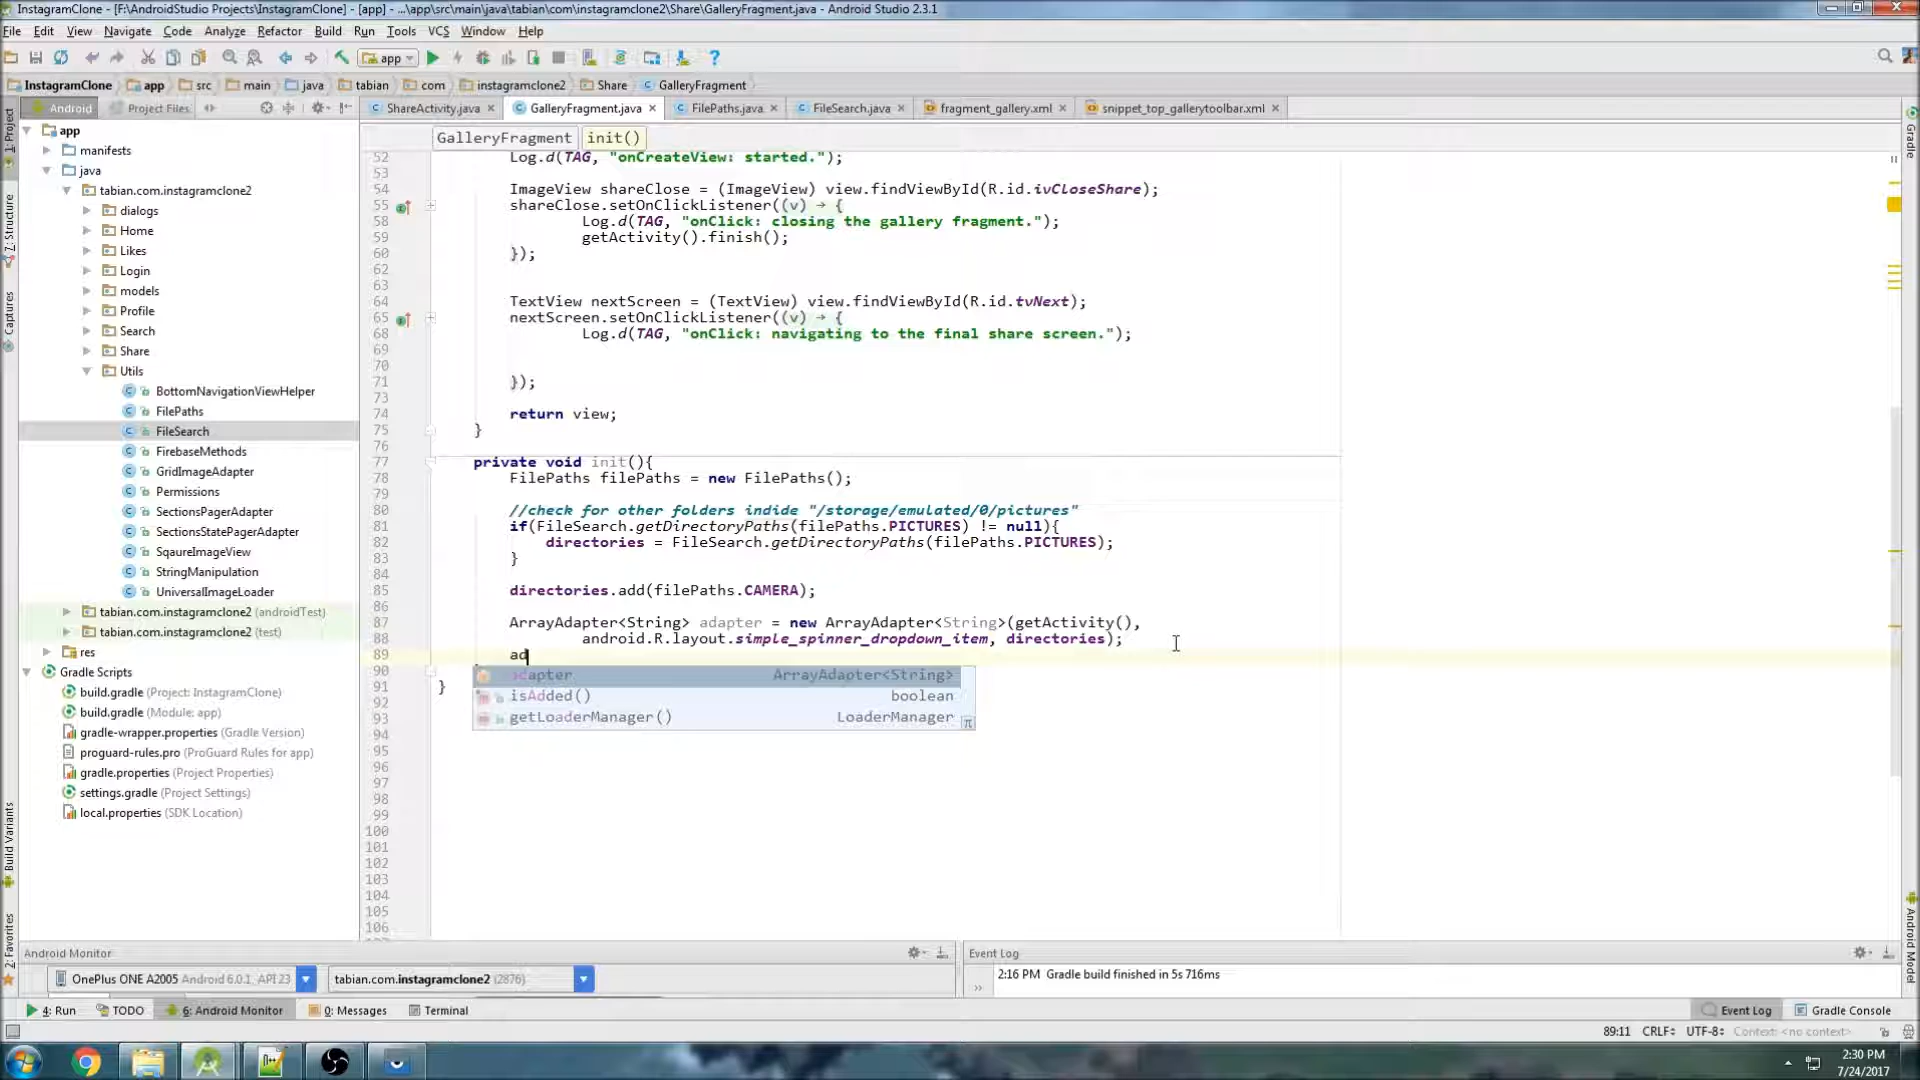 InstagramClone - [F:\AndroidStudio Projects\InstagramClone] - [app] - ...\app\src\main\java\tabian\com\instagramclone2\Share\GalleryFragment.java - Android Studio 2.3.1
File Edit View Navigate Code Analyze Refactor Build Run Tools VCS Window Help
app
InstagramClone app src main java tabian com instagramclone2 Share GalleryFragment
Android Project Files
ShareActivity.java GalleryFragment.java FilePaths.java FileSearch.java fragment_gallery.xml snippet_top_gallerytoolbar.xml
GalleryFragment init()
1: Project
7: Structure
Captures
Build Variants
2: Favorites
app
manifests
java
tabian.com.instagramclone2
dialogs
Home
Likes
Login
models
Profile
Search
Share
Utils
BottomNavigationViewHelper
FilePaths
FileSearch
FirebaseMethods
GridImageAdapter
Permissions
SectionsPagerAdapter
SectionsStatePagerAdapter
SqaureImageView
StringManipulation
UniversalImageLoader
tabian.com.instagramclone2 (androidTest)
tabian.com.instagramclone2 (test)
res
Gradle Scripts
build.gradle (Project: InstagramClone)
build.gradle (Module: app)
gradle-wrapper.properties (Gradle Version)
proguard-rules.pro (ProGuard Rules for app)
gradle.properties (Project Properties)
settings.gradle (Project Settings)
local.properties (SDK Location)
52 Log.d(TAG, "onCreateView: started.");
53
54 ImageView shareClose = (ImageView) view.findViewById(R.id.ivCloseShare);
55 shareClose.setOnClickListener((v) → {
58 Log.d(TAG, "onClick: closing the gallery fragment.");
59 getActivity().finish();
60 });
62
63
64 TextView nextScreen = (TextView) view.findViewById(R.id.tvNext);
65 nextScreen.setOnClickListener((v) → {
68 Log.d(TAG, "onClick: navigating to the final share screen.");
69
70
71 });
73
74 return view;
75 }
76
77 private void init(){
78 FilePaths filePaths = new FilePaths();
79
80 //check for other folders indide "/storage/emulated/0/pictures"
81 if(FileSearch.getDirectoryPaths(filePaths.PICTURES) != null){
82 directories = FileSearch.getDirectoryPaths(filePaths.PICTURES);
83 }
84
85 directories.add(filePaths.CAMERA);
86
87 ArrayAdapter<String> adapter = new ArrayAdapter<String>(getActivity(),
88 android.R.layout.simple_spinner_dropdown_item, directories);
89 ad
90
adapter ArrayAdapter<String>
91 }
isAdded() boolean
92
getLoaderManager() LoaderManager
93
94
95
96
97
98
99
100
101
102
103
104
105
106
Gradle
Android Model
Android Monitor
Event Log
OnePlus ONE A2005 Android 6.0.1, API 23
tabian.com.instagramclone2 (2876)
2:16 PM Gradle build finished in 5s 716ms
4: Run TODO 6: Android Monitor 0: Messages Terminal Event Log Gradle Console
89:11 CRLF UTF-8 Context: <no context>
2:30 PM
7/24/2017